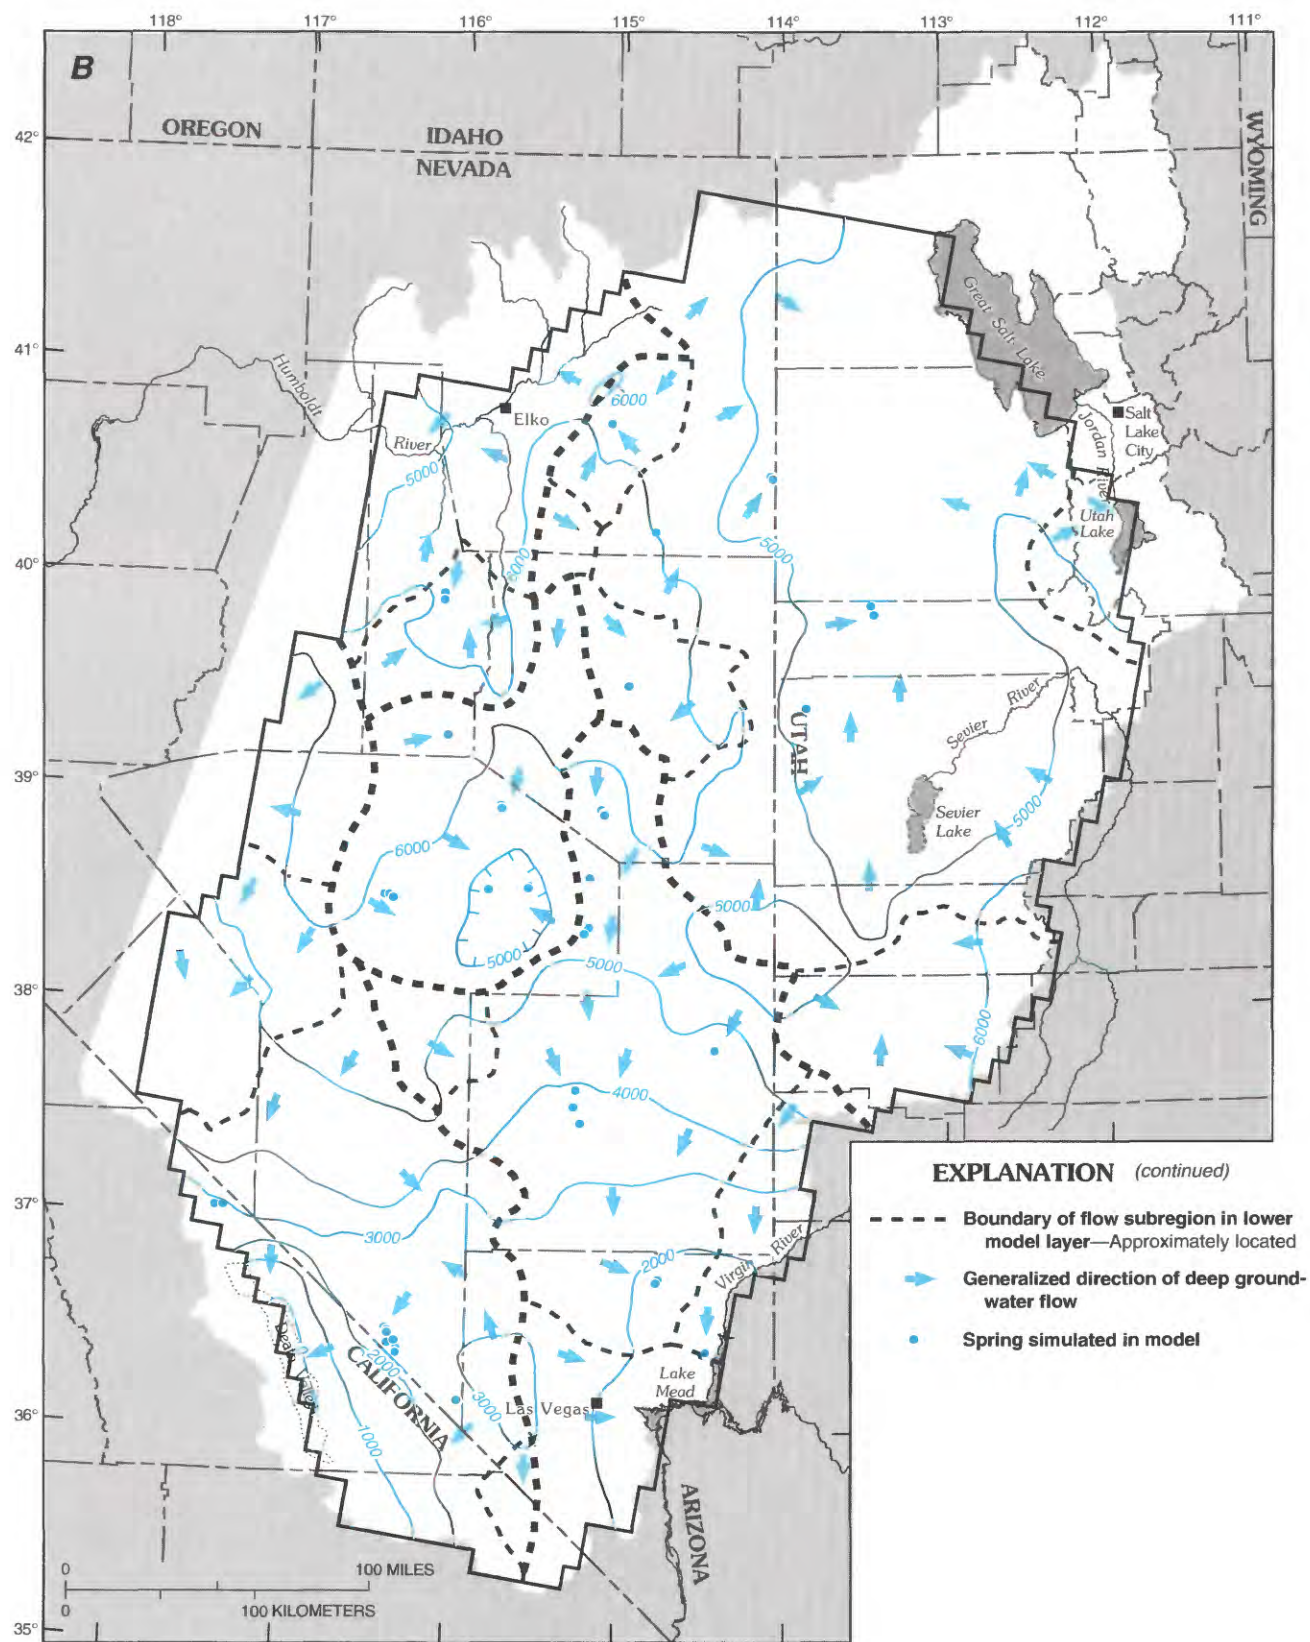 118° 117° 116° 115° 114° 113° 112° 111°
B
OREGON
IDAHO
NEVADA
WYOMING
42°
41°
40°
39°
38°
37°
36°
35°
Great Salt Lake
Humboldt
River
Elko
6000
5000
Salt
Lake
City
Jordan River
Utah
Lake
6000
5000
UTAH
Sevier
River
Sevier
Lake
5000
6000
5000
5000
5000
6000
4000
3000
2000
Virgin
River
Death Valley
CALIFORNIA
2000
1000
3000
Las Vegas
Lake
Mead
ARIZONA
EXPLANATION (continued)
Boundary of flow subregion in lower
model layer—Approximately located
Generalized direction of deep ground-
water flow
Spring simulated in model
0 100 MILES
0 100 KILOMETERS